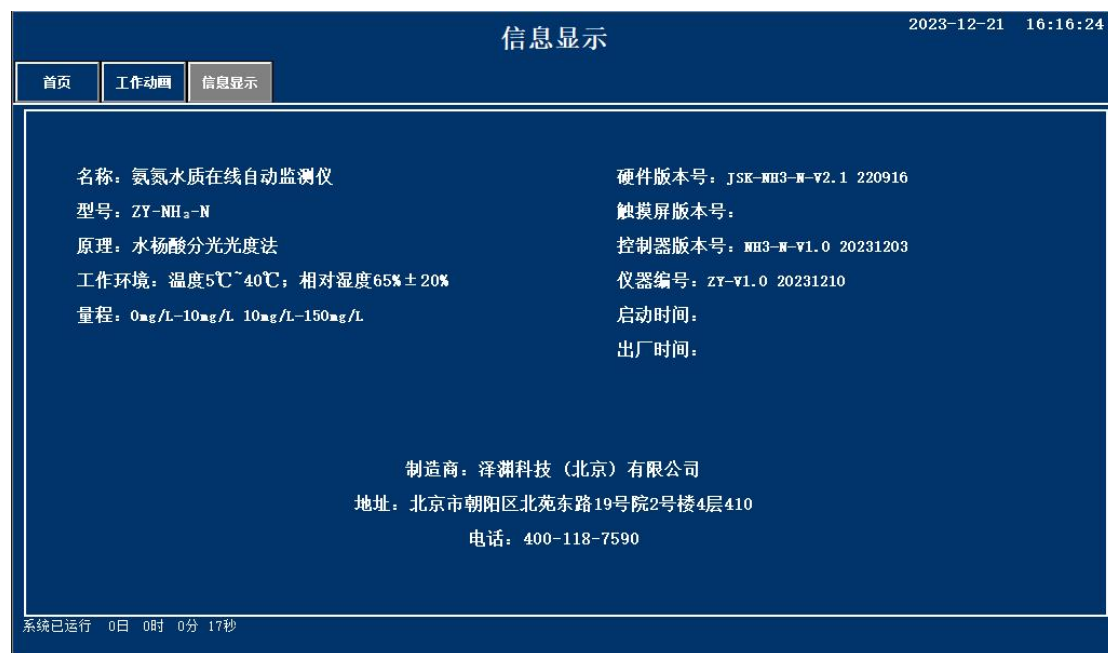 信息显示
2023-12-21 16:16:24
首页 工作动画 信息显示
名称：氨氮水质在线自动监测仪
型号：ZY-NH₃-N
原理：水杨酸分光光度法
工作环境：温度5℃~40℃；相对湿度65%±20%
量程：0mg/L-10mg/L 10mg/L-150mg/L
硬件版本号：JSK-NH3-N-V2.1 220916
触摸屏版本号：
控制器版本号：NH3-N-V1.0 20231203
仪器编号：ZY-V1.0 20231210
启动时间：
出厂时间：
制造商：泽渊科技（北京）有限公司
地址：北京市朝阳区北苑东路19号院2号楼4层410
电话：400-118-7590
系统已运行 0日 0时 0分 17秒